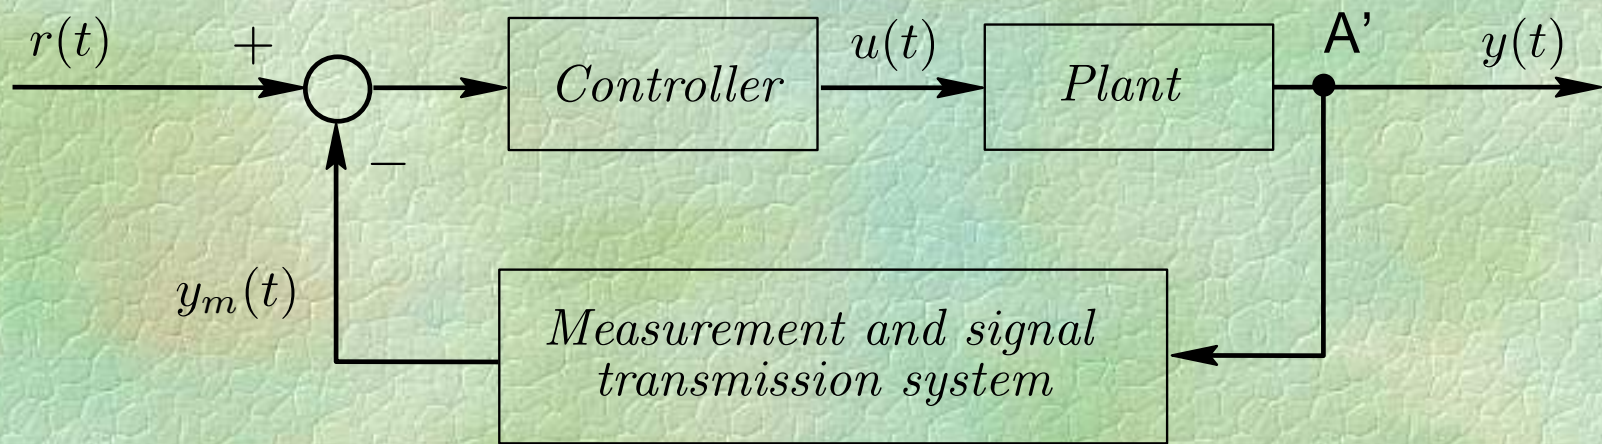 r(t)
+
Controller
u(t)
Plant
A’
y(t)
−
y_m(t)
Measurement and signal
transmission system